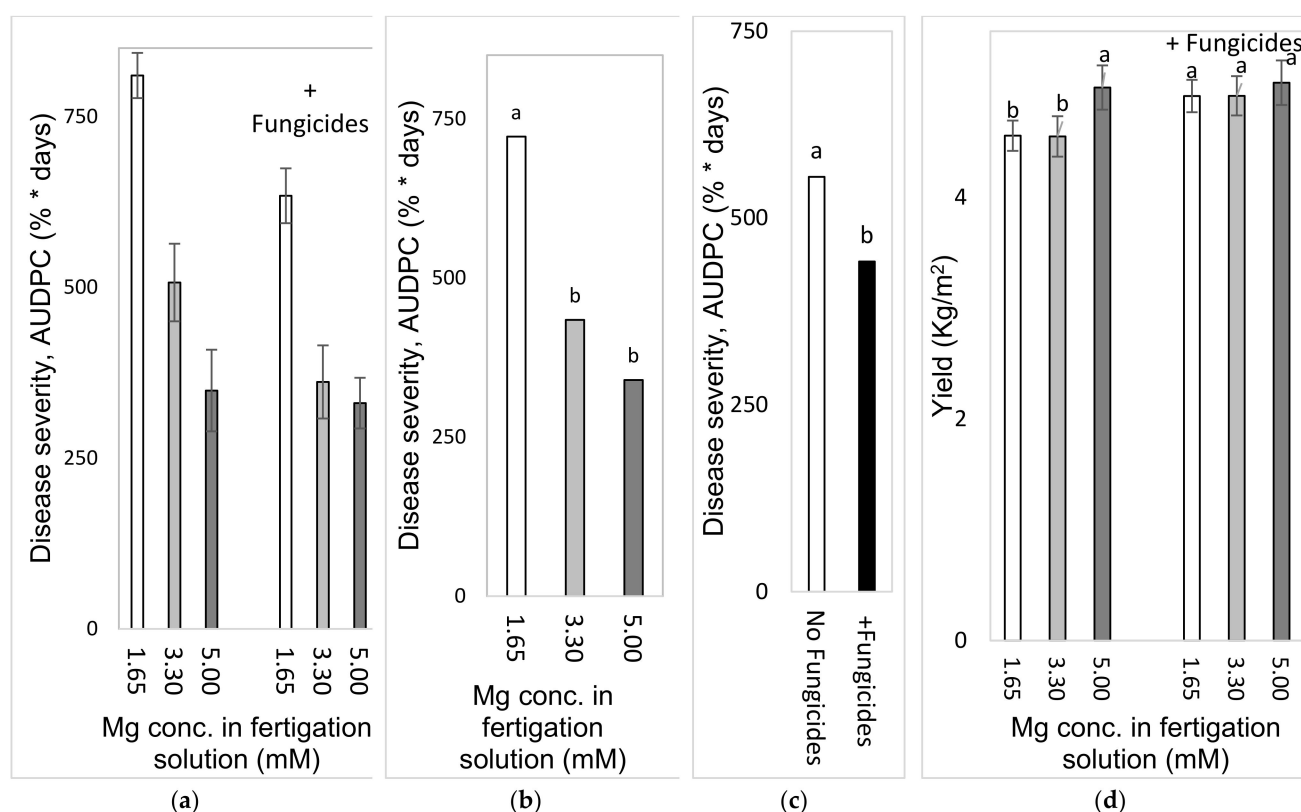 Disease severity, AUDPC (% * days)
750
500
250
0
+
Fungicides
1.65
3.30
5.00
1.65
3.30
5.00
Mg conc. in fertigation
solution (mM)
(a)
Disease severity, AUDPC (% * days)
750
500
250
0
a
b
b
1.65
3.30
5.00
Mg conc. in
fertigation
solution (mM)
(b)
Disease severity, AUDPC (% * days)
750
500
250
0
a
b
No Fungicides
+Fungicides
(c)
Yield (Kg/m²)
4
2
0
+ Fungicides
b
b
a
a
a
a
1.65
3.30
5.00
1.65
3.30
5.00
Mg conc. in fertigation
solution (mM)
(d)